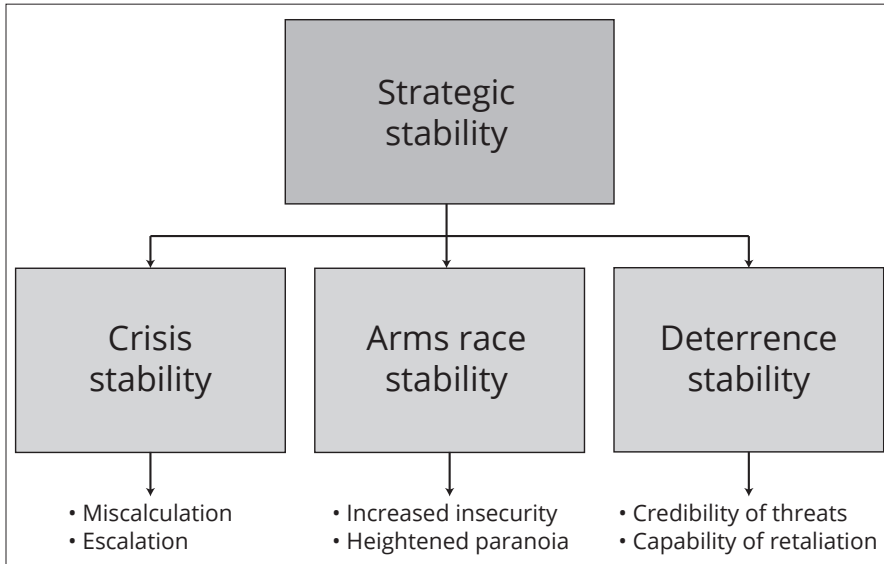 Strategic
stability
Crisis
stability
Arms race
stability
Deterrence
stability
• Miscalculation
• Escalation
• Increased insecurity
• Heightened paranoia
• Credibility of threats
• Capability of retaliation